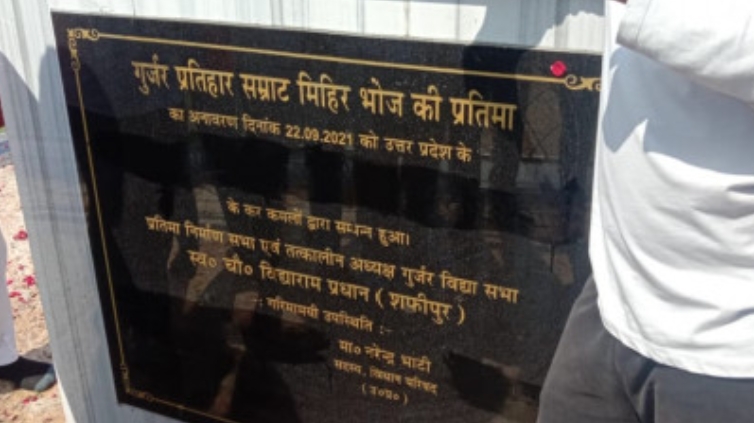 गुर्जर प्रतिहार सम्राट मिहिर भोज की प्रतिमा
का अनावरण दिनांक 22.09.2021 को उत्तर प्रदेश के
के कर कमलों द्वारा संपन्न हुआ।
प्रतिमा निर्माण सभा एवं तत्कालीन अध्यक्ष गुर्जर विद्या सभा
स्व० चौ० विद्याराम प्रधान ( शफीपुर )
-: गरिमामयी उपस्थिति :-
मा० नरेन्द्र भाटी
सदस्य, विधान परिषद
( उ०प्र० )